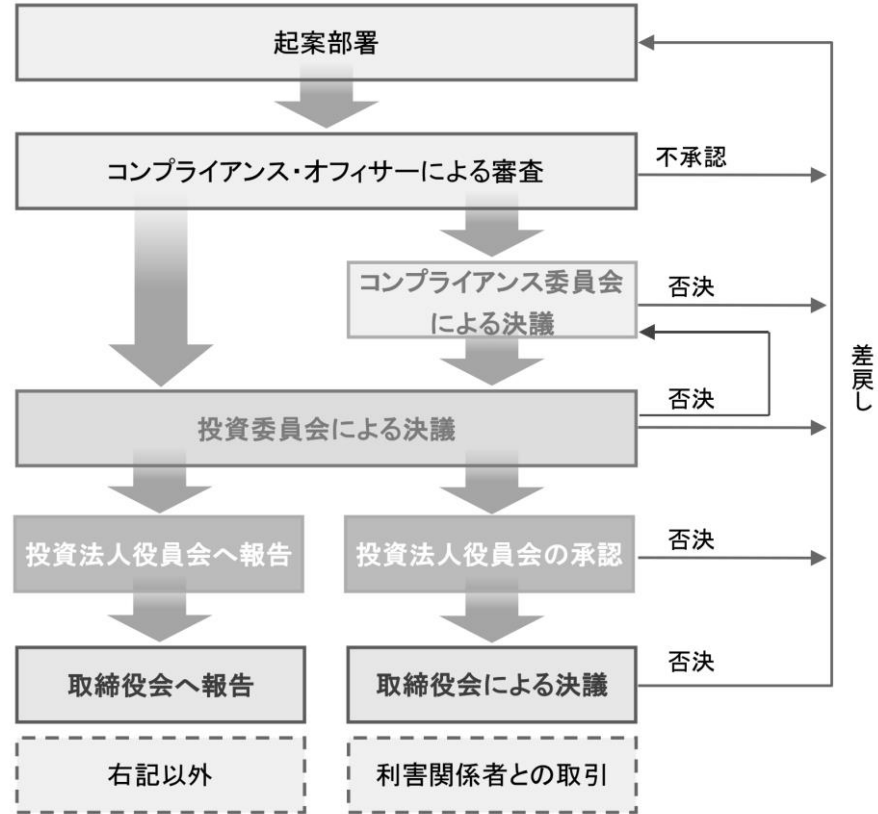 起案部署
コンプライアンス・オフィサーによる審査
不承認
コンプライアンス委員会
による決議
否決
差戻し
投資委員会による決議
否決
投資法人役員会へ報告
投資法人役員会の承認
否決
取締役会へ報告
取締役会による決議
否決
右記以外
利害関係者との取引